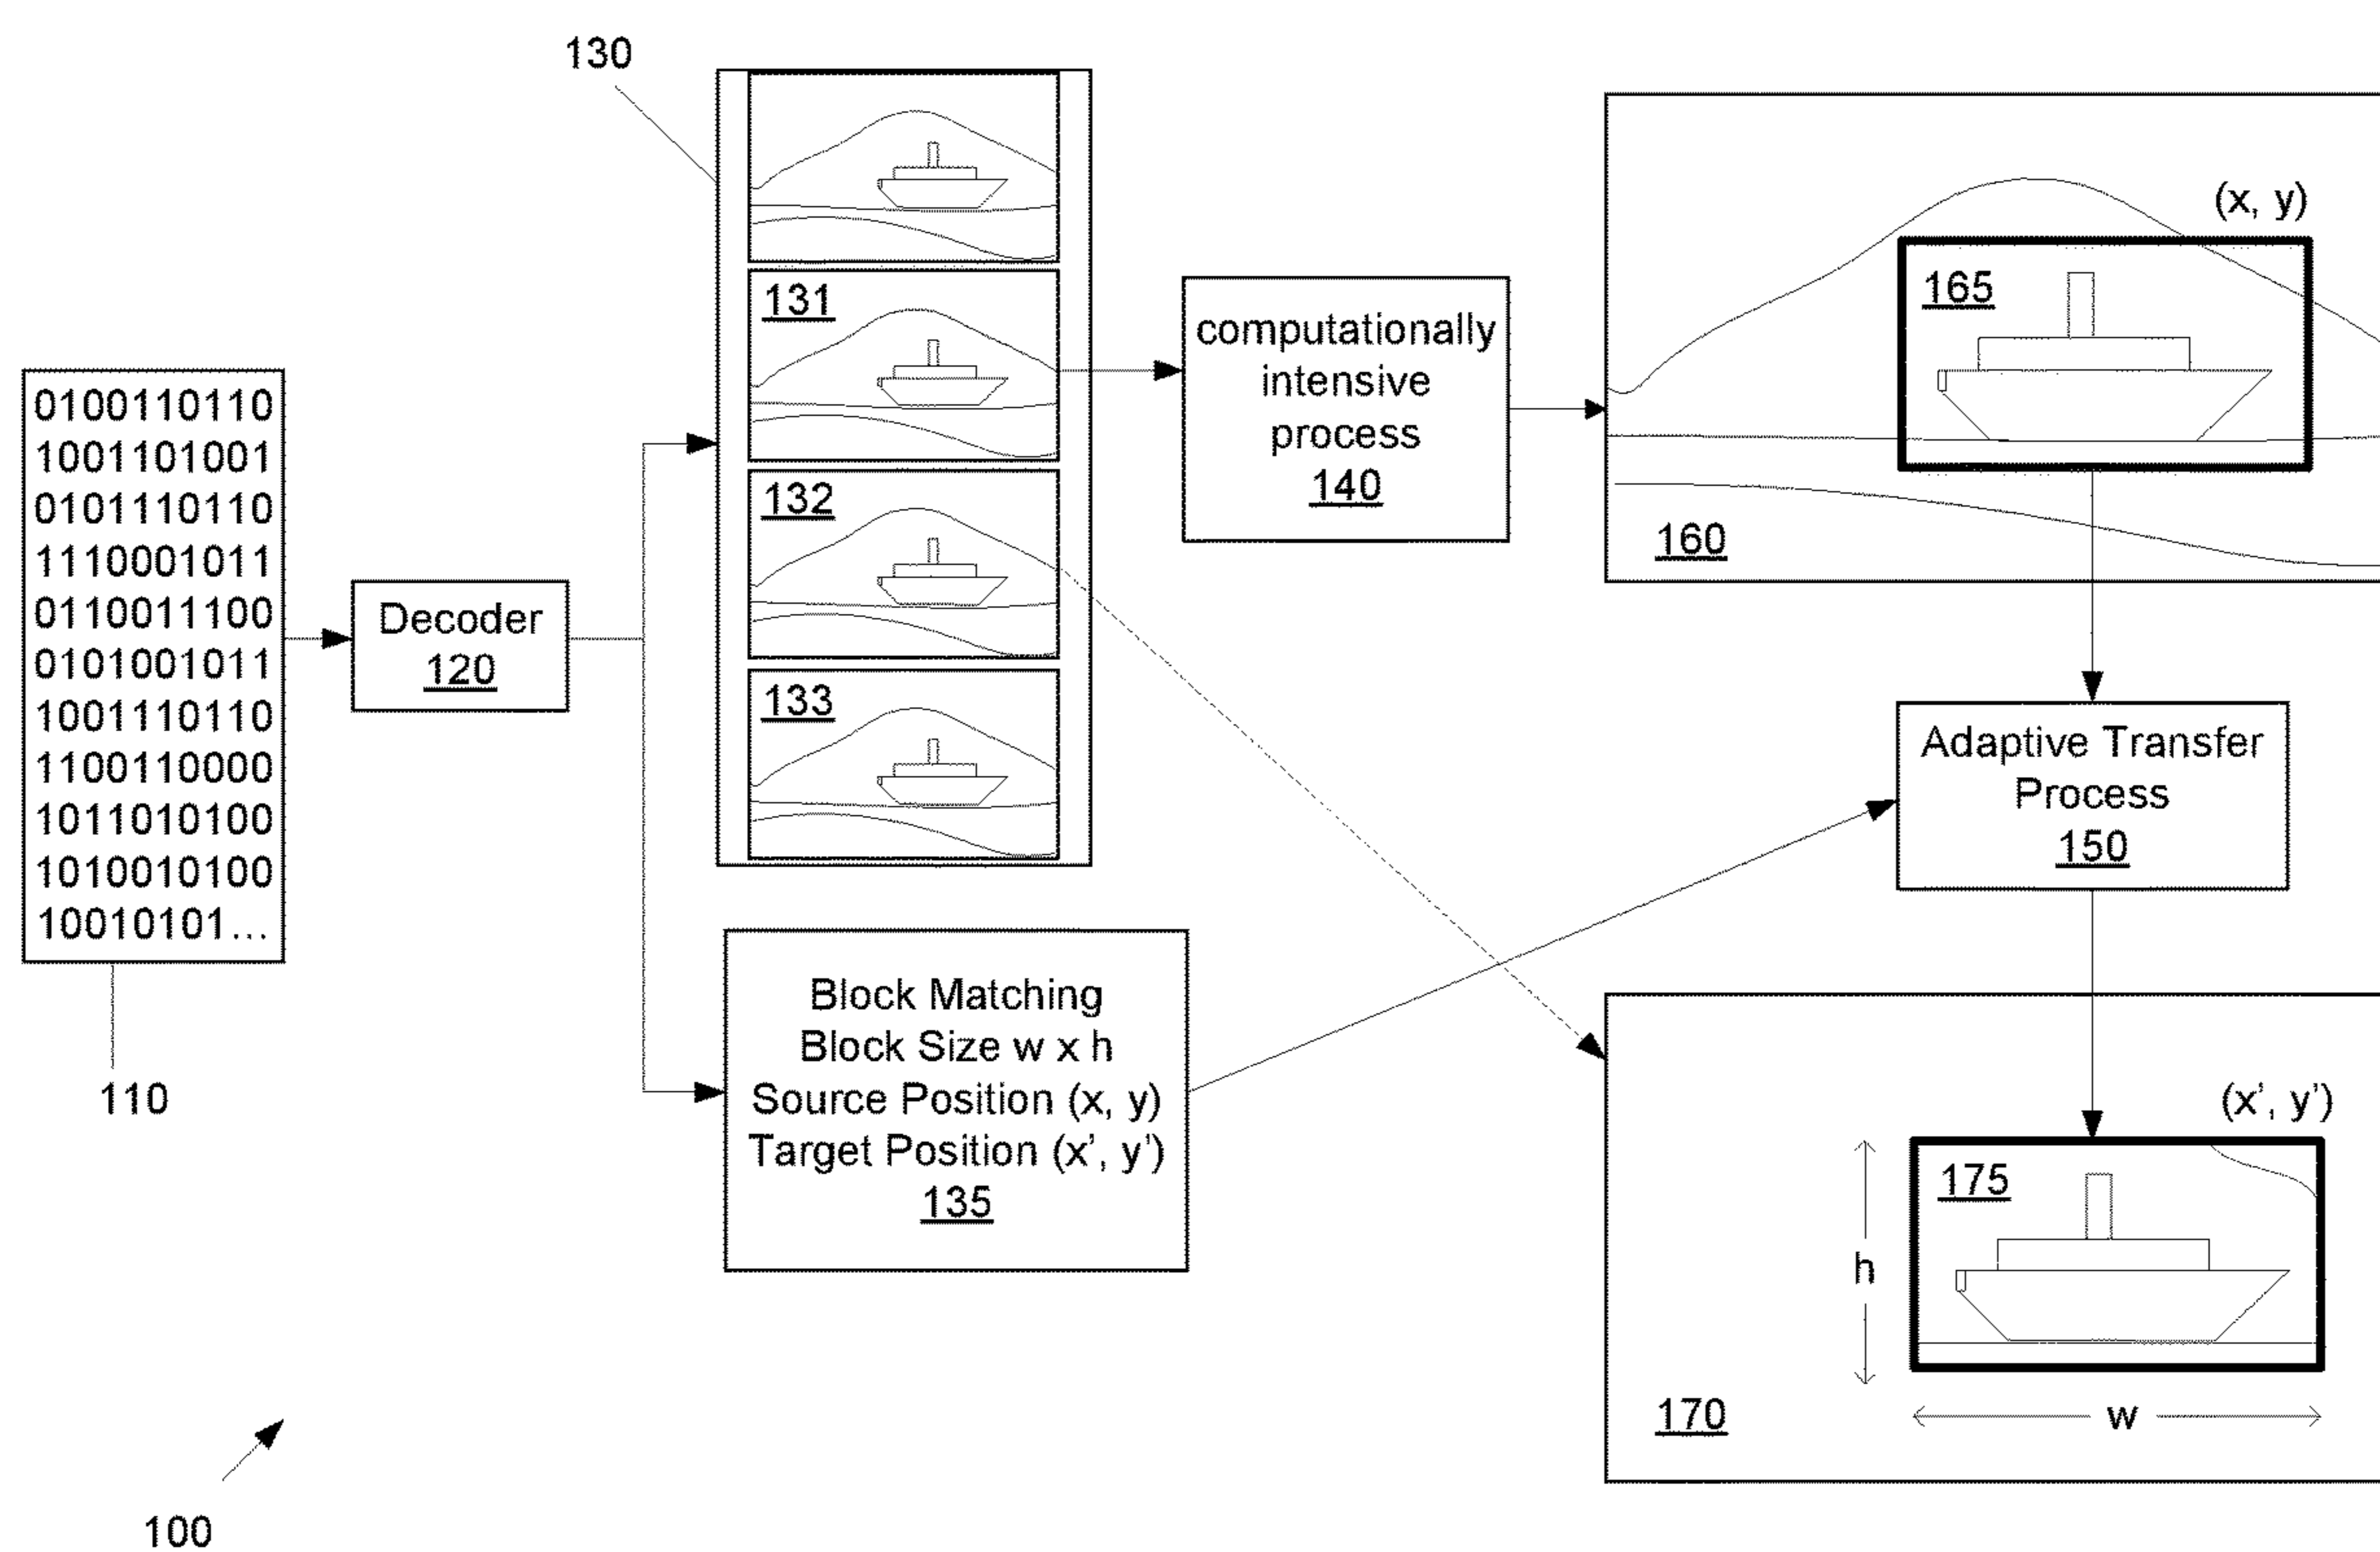 130
(x, y)
131
165
computationally
intensive
process
140
0100110110
1001101001
0101110110
1110001011
0110011100
0101001011
1001110110
1100110000
1011010100
1010010100
10010101...
132
160
Decoder
120
133
Adaptive Transfer
Process
150
Block Matching
Block Size w x h
Source Position (x, y)
Target Position (x’, y’)
135
110
(x’, y’)
175
h
170
w
100